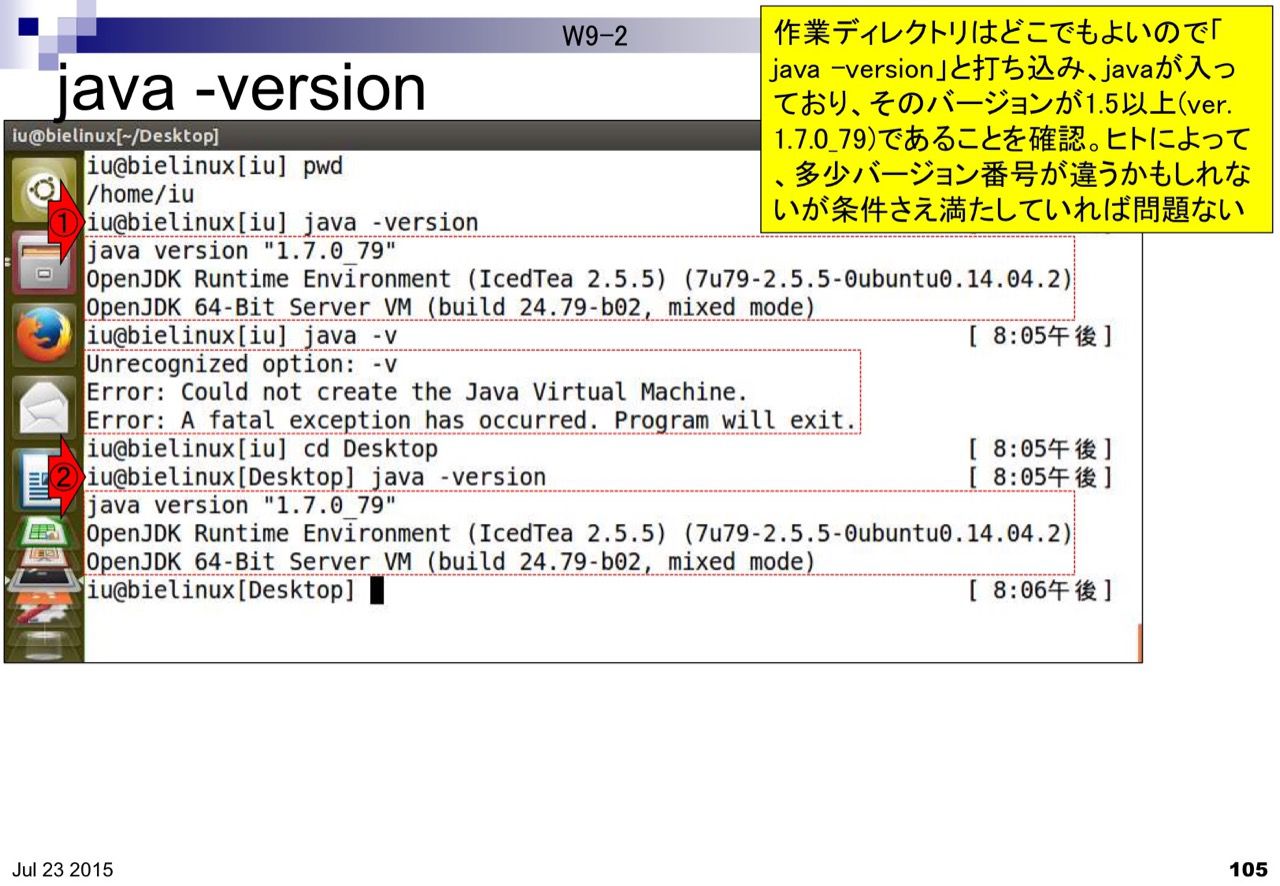 W9-2
作業ディレクトリはどこでもよいので「
java –version」と打ち込み、javaが入っ
ており、そのバージョンが1.5以上(ver.
1.7.0_79)であることを確認。ヒトによって
、多少バージョン番号が違うかもしれな
いが条件さえ満たしていれば問題ない
java -version
iu@bielinux[~/Desktop]
iu@bielinux[iu] pwd
/home/iu
①
iu@bielinux[iu] java -version
java version "1.7.0_79"
OpenJDK Runtime Environment (IcedTea 2.5.5) (7u79-2.5.5-0ubuntu0.14.04.2)
OpenJDK 64-Bit Server VM (build 24.79-b02, mixed mode)
iu@bielinux[iu] java -v [ 8:05午後]
Unrecognized option: -v
Error: Could not create the Java Virtual Machine.
Error: A fatal exception has occurred. Program will exit.
iu@bielinux[iu] cd Desktop [ 8:05午後]
②
iu@bielinux[Desktop] java -version [ 8:05午後]
java version "1.7.0_79"
OpenJDK Runtime Environment (IcedTea 2.5.5) (7u79-2.5.5-0ubuntu0.14.04.2)
OpenJDK 64-Bit Server VM (build 24.79-b02, mixed mode)
iu@bielinux[Desktop] [ 8:06午後]
Jul 23 2015
105